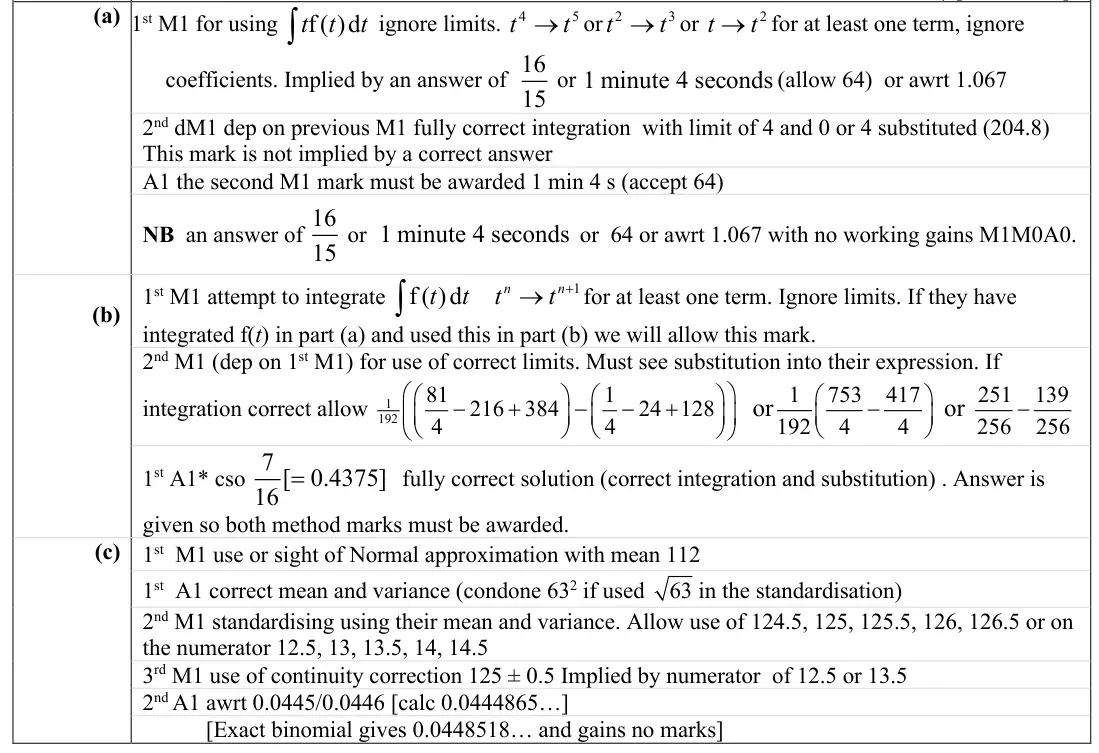 (a) 1st M1 for using ∫tf(t)dt ignore limits. t⁴ → t⁵ or t² → t³ or t → t² for at least one term, ignore
coefficients. Implied by an answer of 16/15 or 1 minute 4 seconds (allow 64) or awrt 1.067
2nd dM1 dep on previous M1 fully correct integration with limit of 4 and 0 or 4 substituted (204.8)
This mark is not implied by a correct answer
A1 the second M1 mark must be awarded 1 min 4 s (accept 64)
NB an answer of 16/15 or 1 minute 4 seconds or 64 or awrt 1.067 with no working gains M1M0A0.
(b) 1st M1 attempt to integrate ∫f(t)dt tⁿ → tⁿ⁺¹ for at least one term. Ignore limits. If they have
integrated f(t) in part (a) and used this in part (b) we will allow this mark.
2nd M1 (dep on 1st M1) for use of correct limits. Must see substitution into their expression. If
integration correct allow 1/192((81/4 − 216 + 384) − (1/4 − 24 + 128)) or 1/192(753/4 − 417/4) or 251/256 − 139/256
1st A1* cso 7/16 [= 0.4375] fully correct solution (correct integration and substitution) . Answer is
given so both method marks must be awarded.
(c) 1st M1 use or sight of Normal approximation with mean 112
1st A1 correct mean and variance (condone 63² if used √63 in the standardisation)
2nd M1 standardising using their mean and variance. Allow use of 124.5, 125, 125.5, 126, 126.5 or on
the numerator 12.5, 13, 13.5, 14, 14.5
3rd M1 use of continuity correction 125 ± 0.5 Implied by numerator of 12.5 or 13.5
2nd A1 awrt 0.0445/0.0446 [calc 0.0444865…]
[Exact binomial gives 0.0448518… and gains no marks]